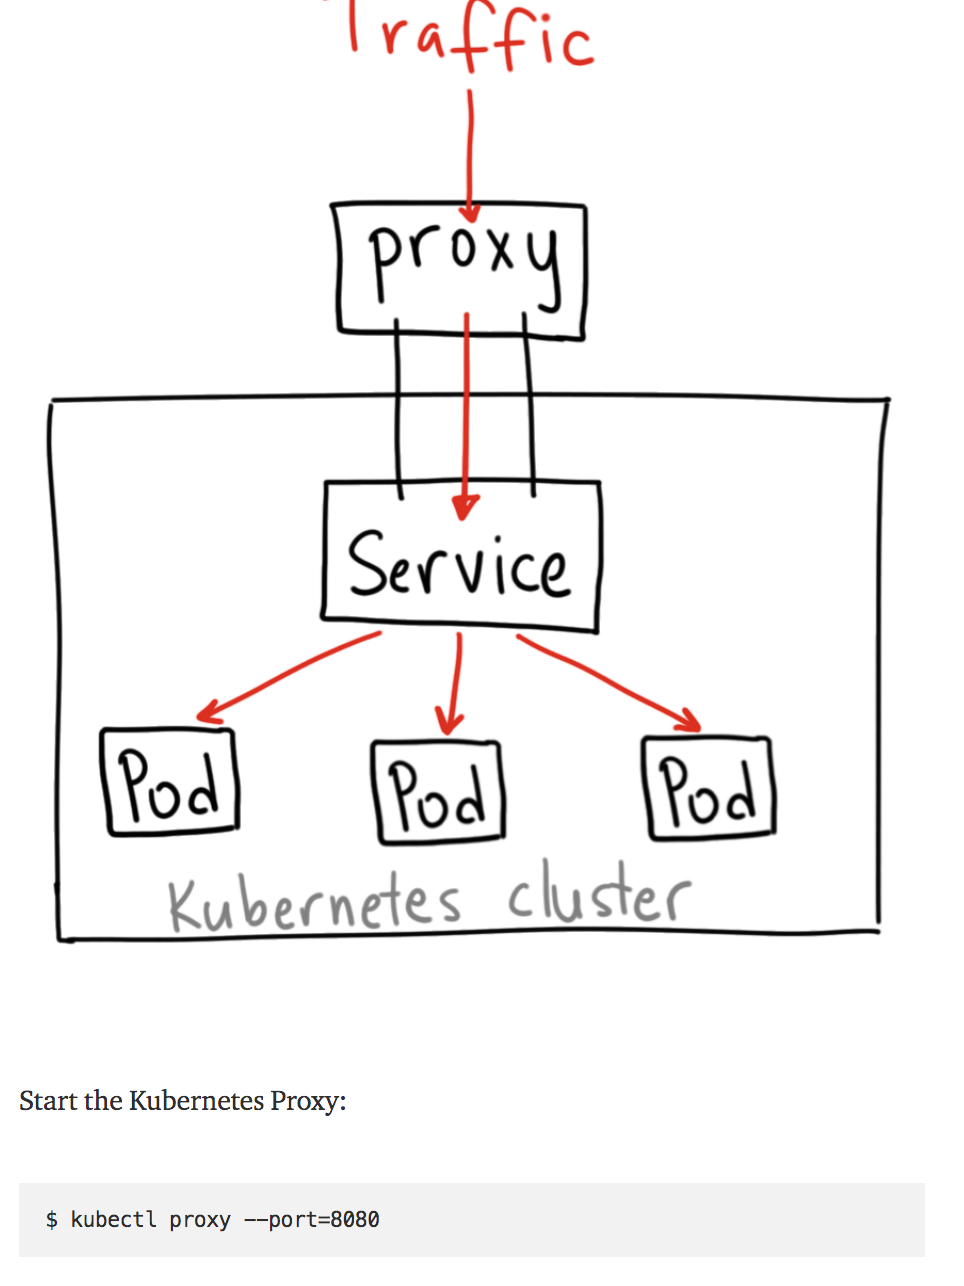 Traffic
proxy
Service
Pod Pod Pod
Kubernetes cluster
Start the Kubernetes Proxy:
$ kubectl proxy --port=8080